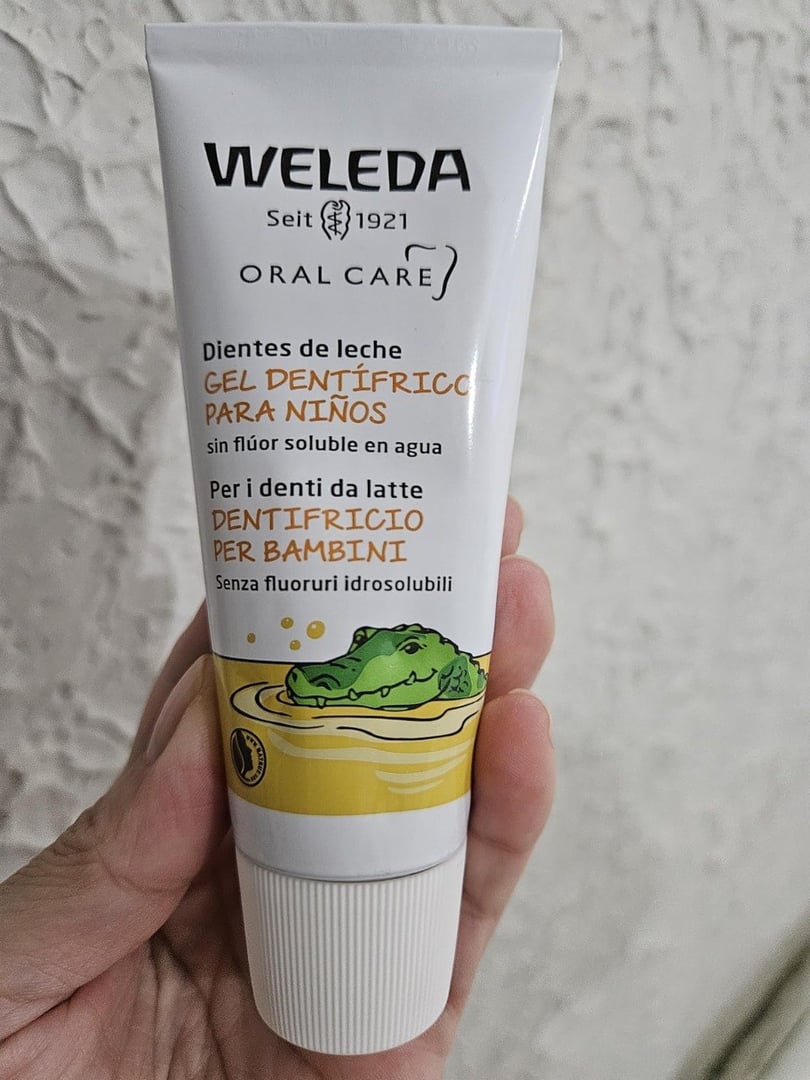 WELEDA
Seit 1921
ORAL CARE
Dientes de leche
GEL DENTÍFRICO
PARA NIÑOS
sin flúor soluble en agua
Per i denti da latte
DENTIFRICIO
PER BAMBINI
Senza fluoruri idrosolubili